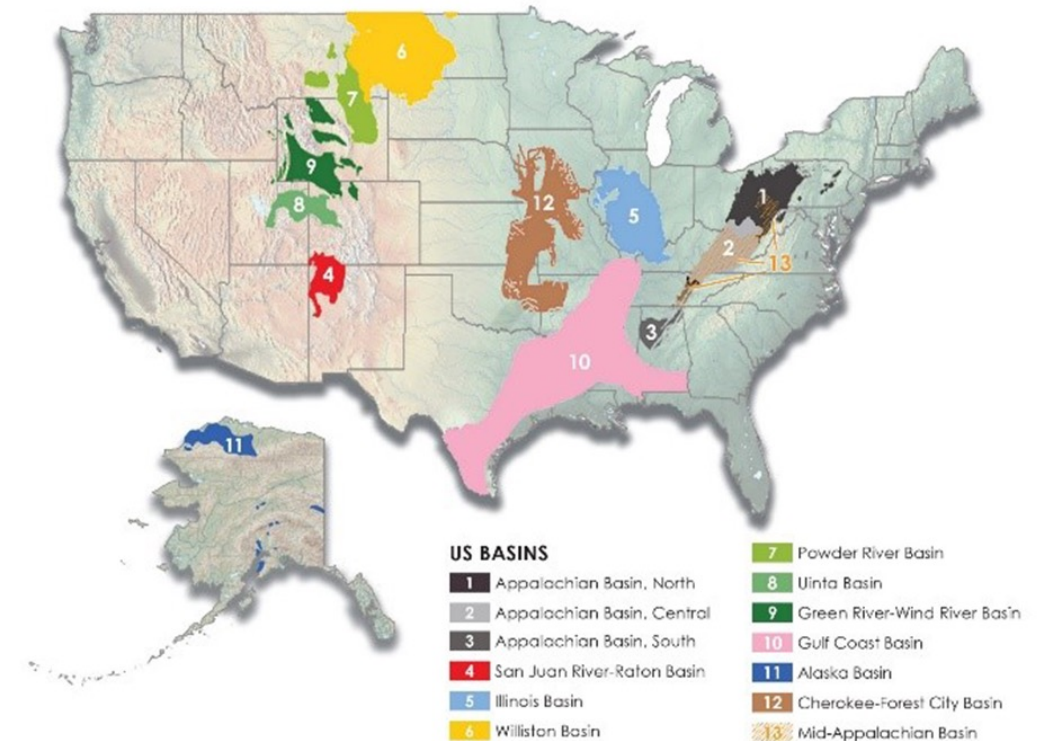 6
7
9
8
12
5
1
2
13
4
3
10
11
US BASINS
1 Appalachian Basin, North
2 Appalachian Basin, Central
3 Appalachian Basin, South
4 San Juan River-Raton Basin
5 Illinois Basin
6 Williston Basin
7 Powder River Basin
8 Uinta Basin
9 Green River-Wind River Basin
10 Gulf Coast Basin
11 Alaska Basin
12 Cherokee-Forest City Basin
13 Mid-Appalachian Basin